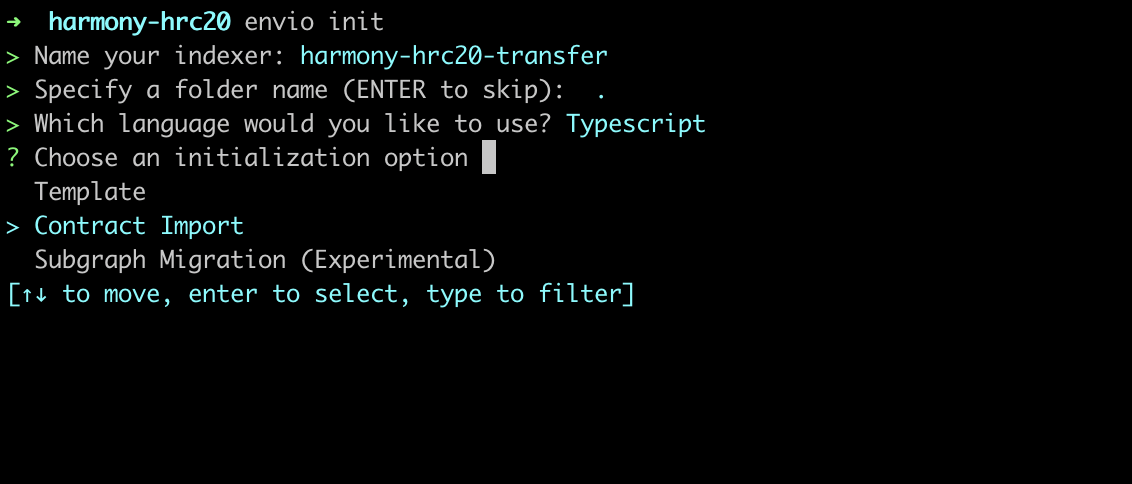 → harmony-hrc20 envio init
> Name your indexer: harmony-hrc20-transfer
> Specify a folder name (ENTER to skip): .
> Which language would you like to use? Typescript
? Choose an initialization option
Template
> Contract Import
Subgraph Migration (Experimental)
[↑↓ to move, enter to select, type to filter]